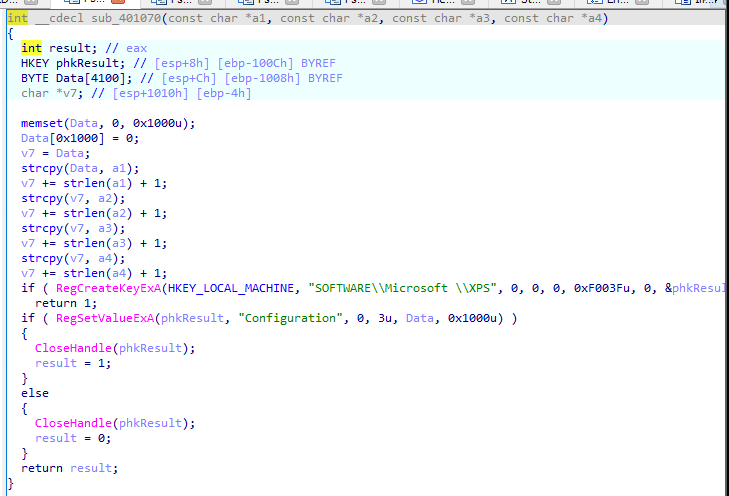 int __cdecl sub_401070(const char *a1, const char *a2, const char *a3, const char *a4)
{
  int result; // eax
  HKEY phkResult; // [esp+8h] [ebp-100Ch] BYREF
  BYTE Data[4100]; // [esp+Ch] [ebp-1008h] BYREF
  char *v7; // [esp+1010h] [ebp-4h]

  memset(Data, 0, 0x1000u);
  Data[0x1000] = 0;
  v7 = Data;
  strcpy(Data, a1);
  v7 += strlen(a1) + 1;
  strcpy(v7, a2);
  v7 += strlen(a2) + 1;
  strcpy(v7, a3);
  v7 += strlen(a3) + 1;
  strcpy(v7, a4);
  v7 += strlen(a4) + 1;
  if ( RegCreateKeyExA(HKEY_LOCAL_MACHINE, "SOFTWARE\\Microsoft \\XPS", 0, 0, 0, 0xF003Fu, 0, &phkResul
    return 1;
  if ( RegSetValueExA(phkResult, "Configuration", 0, 3u, Data, 0x1000u) )
  {
    CloseHandle(phkResult);
    result = 1;
  }
  else
  {
    CloseHandle(phkResult);
    result = 0;
  }
  return result;
}